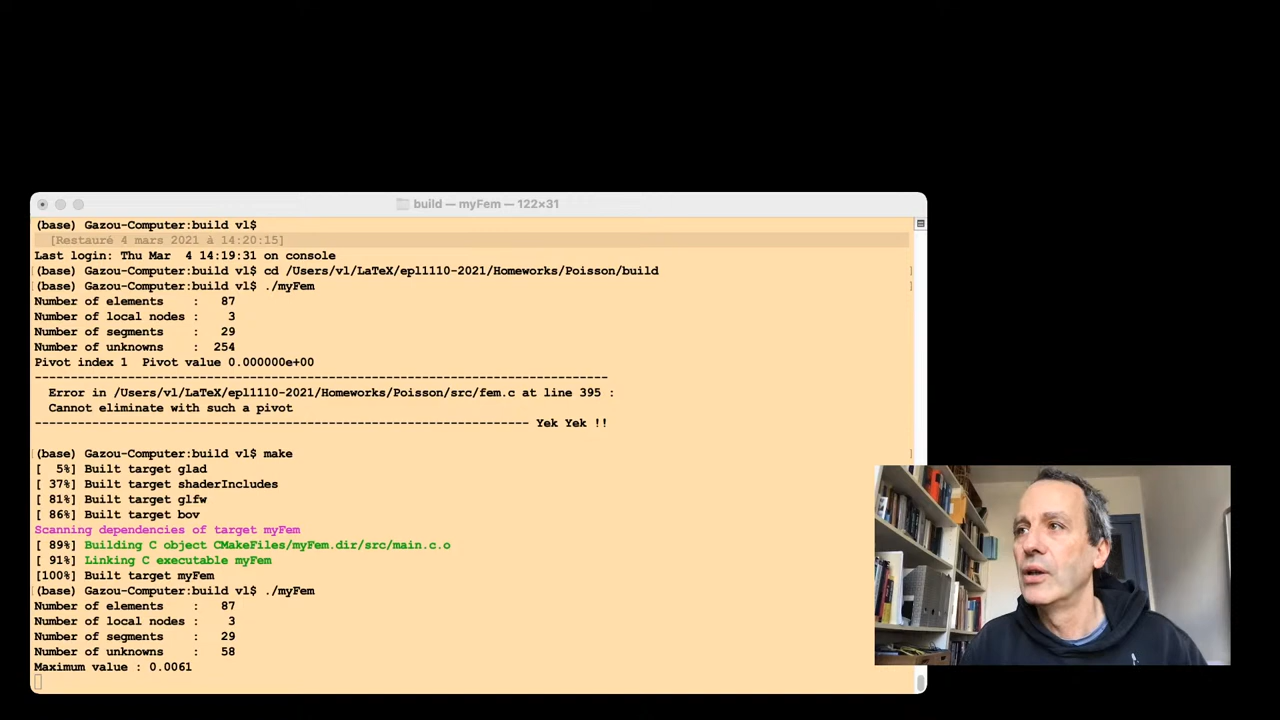 build — myFem — 122×31
(base) Gazou-Computer:build vl$
[Restauré 4 mars 2021 à 14:20:15]
Last login: Thu Mar  4 14:19:31 on console
(base) Gazou-Computer:build vl$ cd /Users/vl/LaTeX/epl1110-2021/Homeworks/Poisson/build
(base) Gazou-Computer:build vl$ ./myFem
Number of elements    :   87
Number of local nodes :    3
Number of segments    :   29
Number of unknowns    :  254
Pivot index 1  Pivot value 0.000000e+00
-------------------------------------------------------------------------------
  Error in /Users/vl/LaTeX/epl1110-2021/Homeworks/Poisson/src/fem.c at line 395 :
  Cannot eliminate with such a pivot
--------------------------------------------------------------------- Yek Yek !!
(base) Gazou-Computer:build vl$ make
[  5%] Built target glad
[ 37%] Built target shaderIncludes
[ 81%] Built target glfw
[ 86%] Built target bov
Scanning dependencies of target myFem
[ 89%] Building C object CMakeFiles/myFem.dir/src/main.c.o
[ 91%] Linking C executable myFem
[100%] Built target myFem
(base) Gazou-Computer:build vl$ ./myFem
Number of elements    :   87
Number of local nodes :    3
Number of segments    :   29
Number of unknowns    :   58
Maximum value : 0.0061